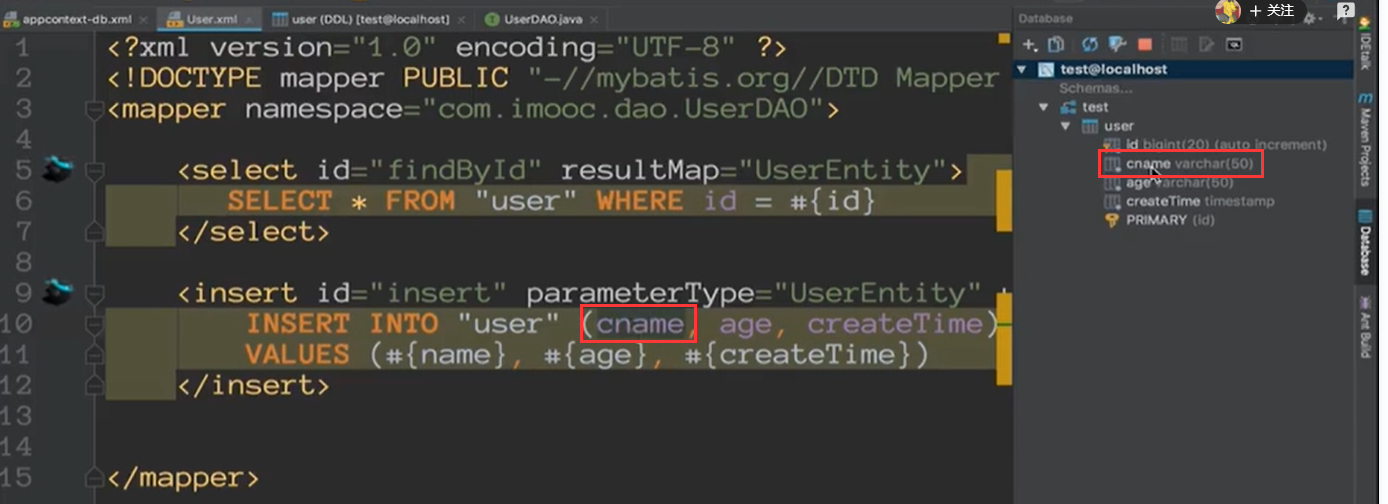 appcontext-db.xml User.xml user (DDL) [test@localhost] UserDAO.java
1 <?xml version="1.0" encoding="UTF-8" ?>
2 <!DOCTYPE mapper PUBLIC "-//mybatis.org//DTD Mapper
3 <mapper namespace="com.imooc.dao.UserDAO">
5 <select id="findById" resultMap="UserEntity">
6 SELECT * FROM "user" WHERE id = #{id}
7 </select>
8
9 <insert id="insert" parameterType="UserEntity"
10 INSERT INTO "user" (cname, age, createTime)
11 VALUES (#{name}, #{age}, #{createTime})
12 </insert>
13
14
15 </mapper>
Database
+ 关注
test@localhost
Schemas...
test
user
id bigint(20) (auto increment)
cname varchar(50)
age varchar(50)
createTime timestamp
PRIMARY (id)
IDEtalk
Maven Projects
Database
Ant Build